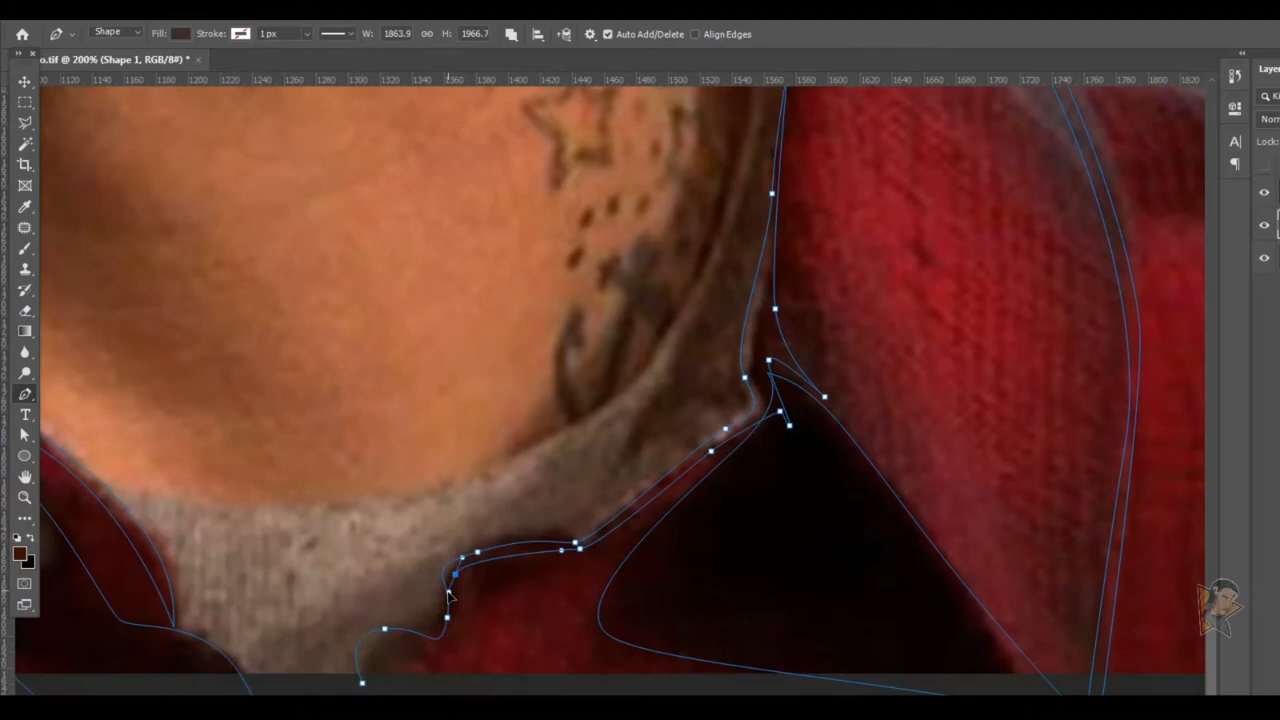 Shape Fill: Stroke: 1 px W: 1863.9 H: 1966.7 Auto Add/Delete Align Edges
o.tif @ 200% (Shape 1, RGB/8#) * × Layer
1120 1140 1160 1180 1200 1220 1240 1260 1280 1300 1320 1340 1360 1380 1400 1420 1440 1460 1480 1500 1520 1540 1560 1580 1600 1620 1640 1660 1680 1700 1720 1740 1760 1780 1800 1820
Nor
Lock: